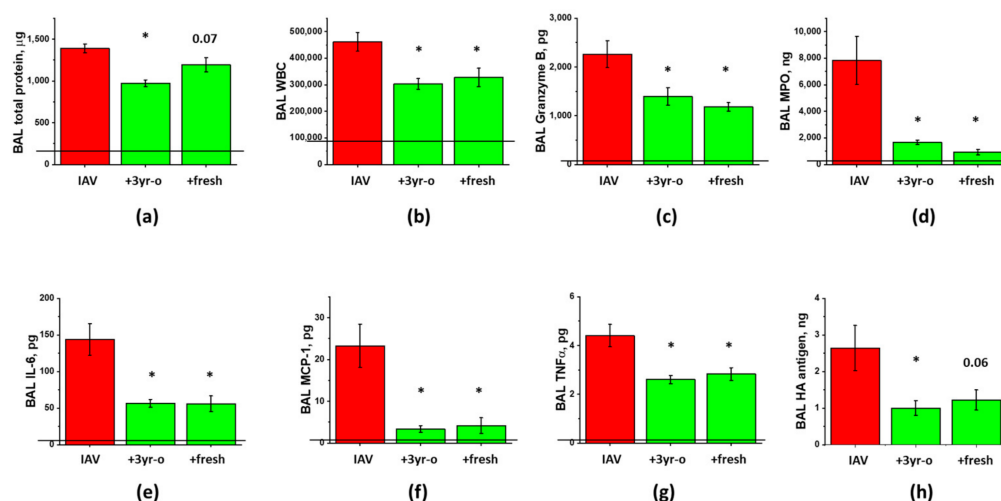 BAL total protein, µg
1,500
1,000
500
0
*
0.07
IAV +3yr-o +fresh
(a)
BAL WBC
500,000
400,000
300,000
200,000
100,000
0
*
*
IAV +3yr-o +fresh
(b)
BAL Granzyme B, pg
3,000
2,000
1,000
0
*
*
IAV +3yr-o +fresh
(c)
BAL MPO, ng
10,000
8,000
6,000
4,000
2,000
0
*
*
IAV +3yr-o +fresh
(d)
BAL IL-6, pg
200
150
100
50
0
*
*
IAV +3yr-o +fresh
(e)
BAL MCP-1, pg
30
20
10
0
*
*
IAV +3yr-o +fresh
(f)
BAL TNFα, pg
6
4
2
0
*
*
IAV +3yr-o +fresh
(g)
BAL HA antigen, ng
4
3
2
1
0
*
0.06
IAV +3yr-o +fresh
(h)